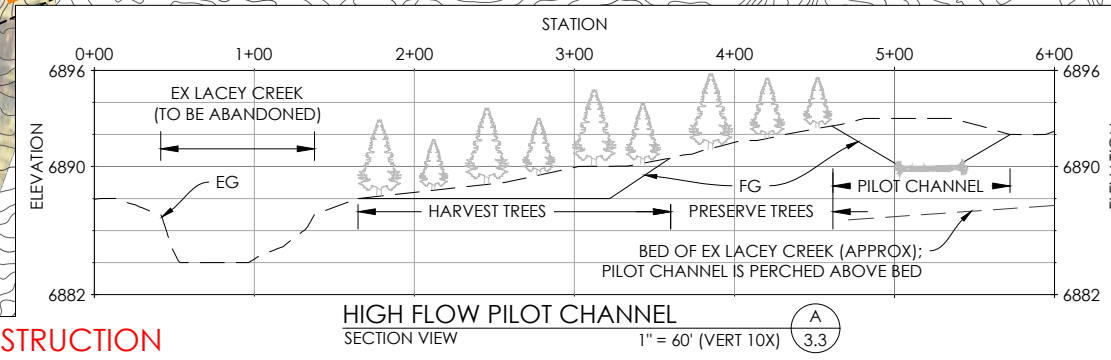 STATION
0+00 1+00 2+00 3+00 4+00 5+00 6+00
6896 6896
EX LACEY CREEK
(TO BE ABANDONED)
ELEVATION
6890 6890
EG
FG
PILOT CHANNEL
HARVEST TREES
PRESERVE TREES
BED OF EX LACEY CREEK (APPROX);
PILOT CHANNEL IS PERCHED ABOVE BED
6882 6882
HIGH FLOW PILOT CHANNEL
SECTION VIEW
1" = 60' (VERT 10X)
A
3.3
STRUCTION